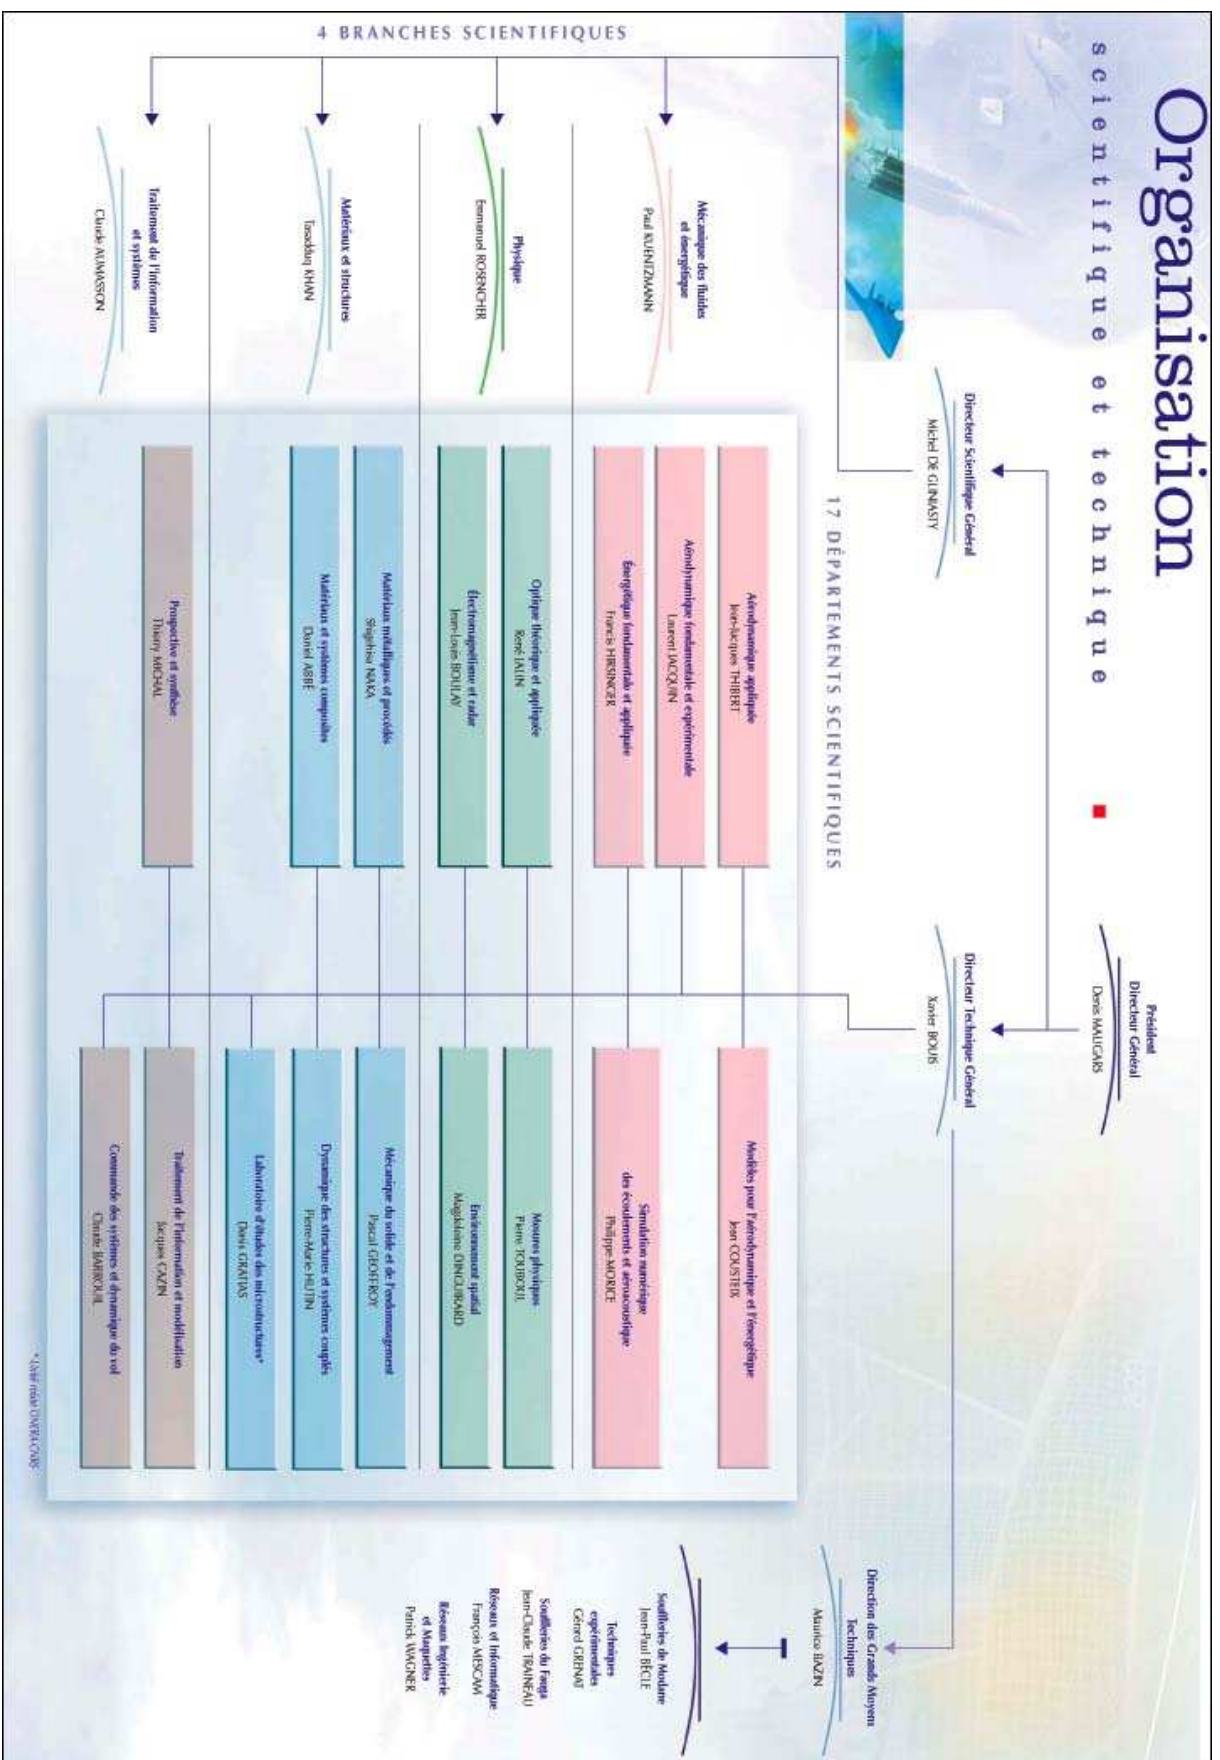 Organisation
scientifique et technique
Président
Directeur Général
Denis MAUGARS
Directeur Scientifique Général
Michel DE GLINIASTY
Directeur Technique Général
Xavier BOUIS
Direction des Grands Moyens
Techniques
Maurice BAZIN
4 BRANCHES SCIENTIFIQUES
17 DÉPARTEMENTS SCIENTIFIQUES
Mécanique des fluides
et énergétique
Paul KUENTZMANN
Aérodynamique appliquée
Jean-Jacques THIBERT
Aérodynamique fondamentale et expérimentale
Laurent JACQUIN
Énergétique fondamentale et appliquée
Francis HIRSINGER
Modèles pour l'aérodynamique et l'énergétique
Jean COUSTEIX
Simulation numérique
des écoulements et aéroacoustique
Philippe MORICE
Physique
Emmanuel ROSENCHER
Optique théorique et appliquée
René JALIN
Électromagnétisme et radar
Jean-Louis BOULAY
Mesures physiques
Pierre TOUBOUL
Environnement spatial
Magdeleine DINGUIRARD
Matériaux et structures
Tasadduq KHAN
Matériaux métalliques et procédés
Shigehisa NAKA
Matériaux et systèmes composites
Daniel ABBÉ
Mécanique du solide et de l'endommagement
Pascal GEOFFROY
Dynamique des structures et systèmes couplés
Pierre-Marie HUTIN
Laboratoire d'études des microstructures*
Denis GRATIAS
Traitement de l'information
et systèmes
Claude AUMASSON
Prospective et synthèse
Thierry MICHAL
Traitement de l'information et modélisation
Jacques CAZIN
Commande des systèmes et dynamique du vol
Claude BARROUIL
Souffleries de Modane
Jean-Paul BÈCLE
Techniques
expérimentales
Gérard GRENAT
Souffleries du Fauga
Jean-Claude TRAINEAU
Réseaux et Informatique
François MESCAM
Réseaux Ingénierie
et Maquettes
Patrick WAGNER
* Unité mixte ONERA-CNRS